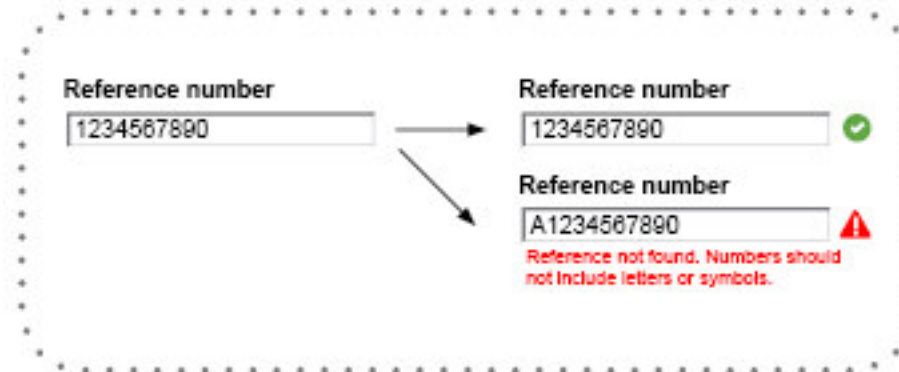 Reference number
1234567890
Reference number
1234567890
Reference number
A1234567890
Reference not found. Numbers should
not include letters or symbols.